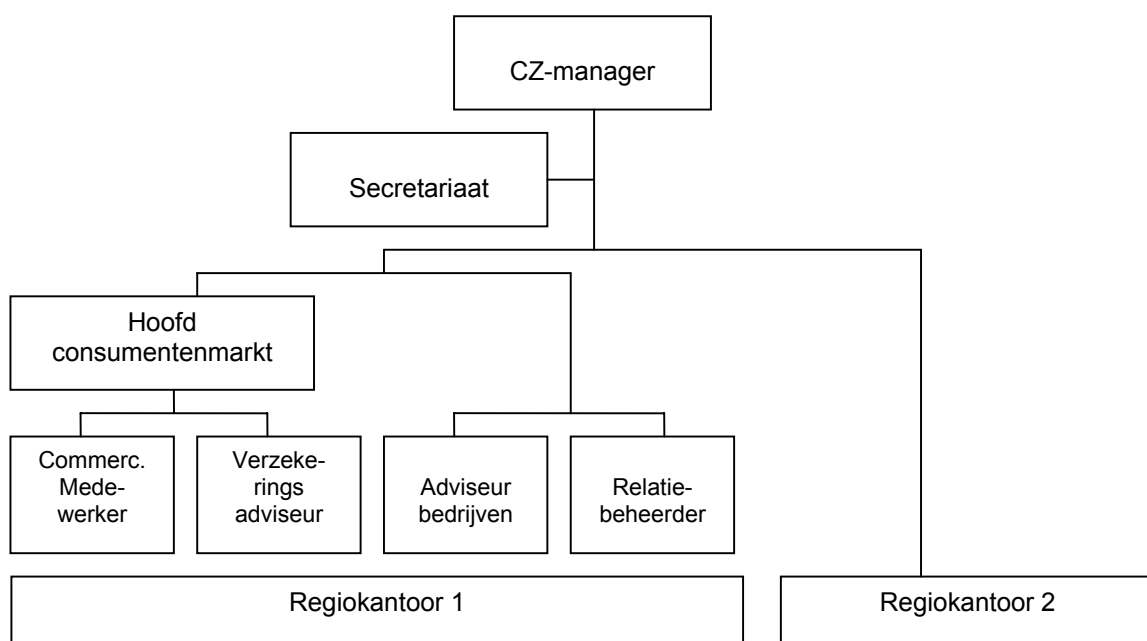 CZ-manager
Secretariaat
Hoofd
consumentenmarkt
Commerc.
Mede-
werker
Verzeke-
rings
adviseur
Adviseur
bedrijven
Relatie-
beheerder
Regiokantoor 1
Regiokantoor 2